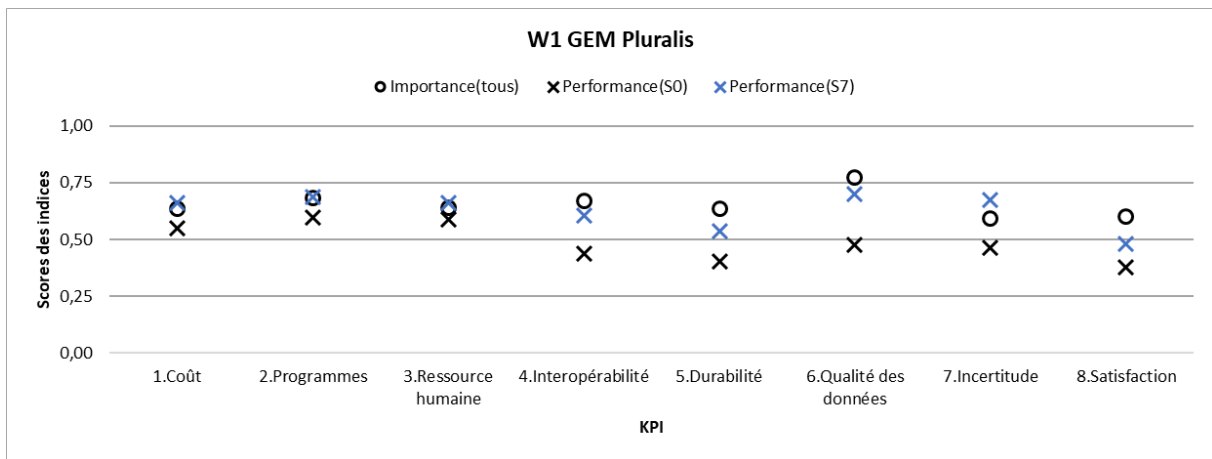 W1 GEM Pluralis
Importance(tous) Performance(S0) Performance(S7)
Scores des indices
1,00
0,75
0,50
0,25
0,00
1.Coût 2.Programmes 3.Ressource 4.Interopérabilité 5.Durabilité 6.Qualité des 7.Incertitude 8.Satisfaction
humaine données
KPI